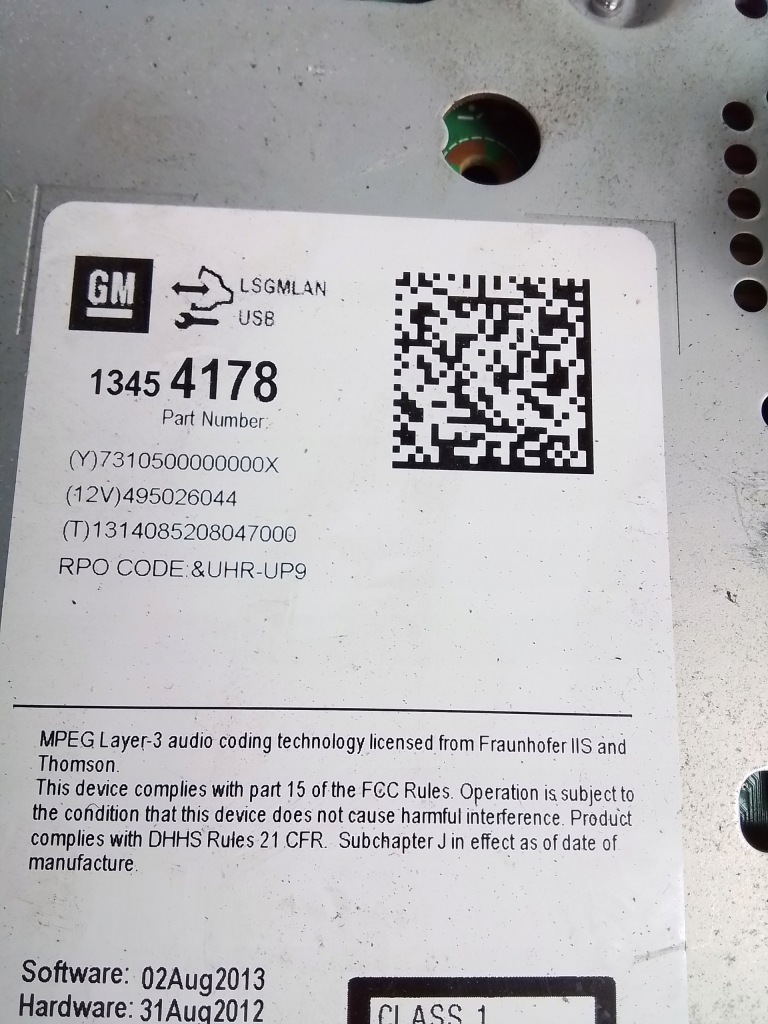 GM
LSGMLAN
USB
1345 4178
Part Number:
(Y)7310500000000X
(12V)495026044
(T)1314085208047000
RPO CODE:&UHR-UP9
MPEG Layer-3 audio coding technology licensed from Fraunhofer IIS and
Thomson.
This device complies with part 15 of the FCC Rules. Operation is subject to
the condition that this device does not cause harmful interference. Product
complies with DHHS Rules 21 CFR. Subchapter J in effect as of date of
manufacture.
Software: 02Aug2013
Hardware: 31Aug2012
CLASS 1